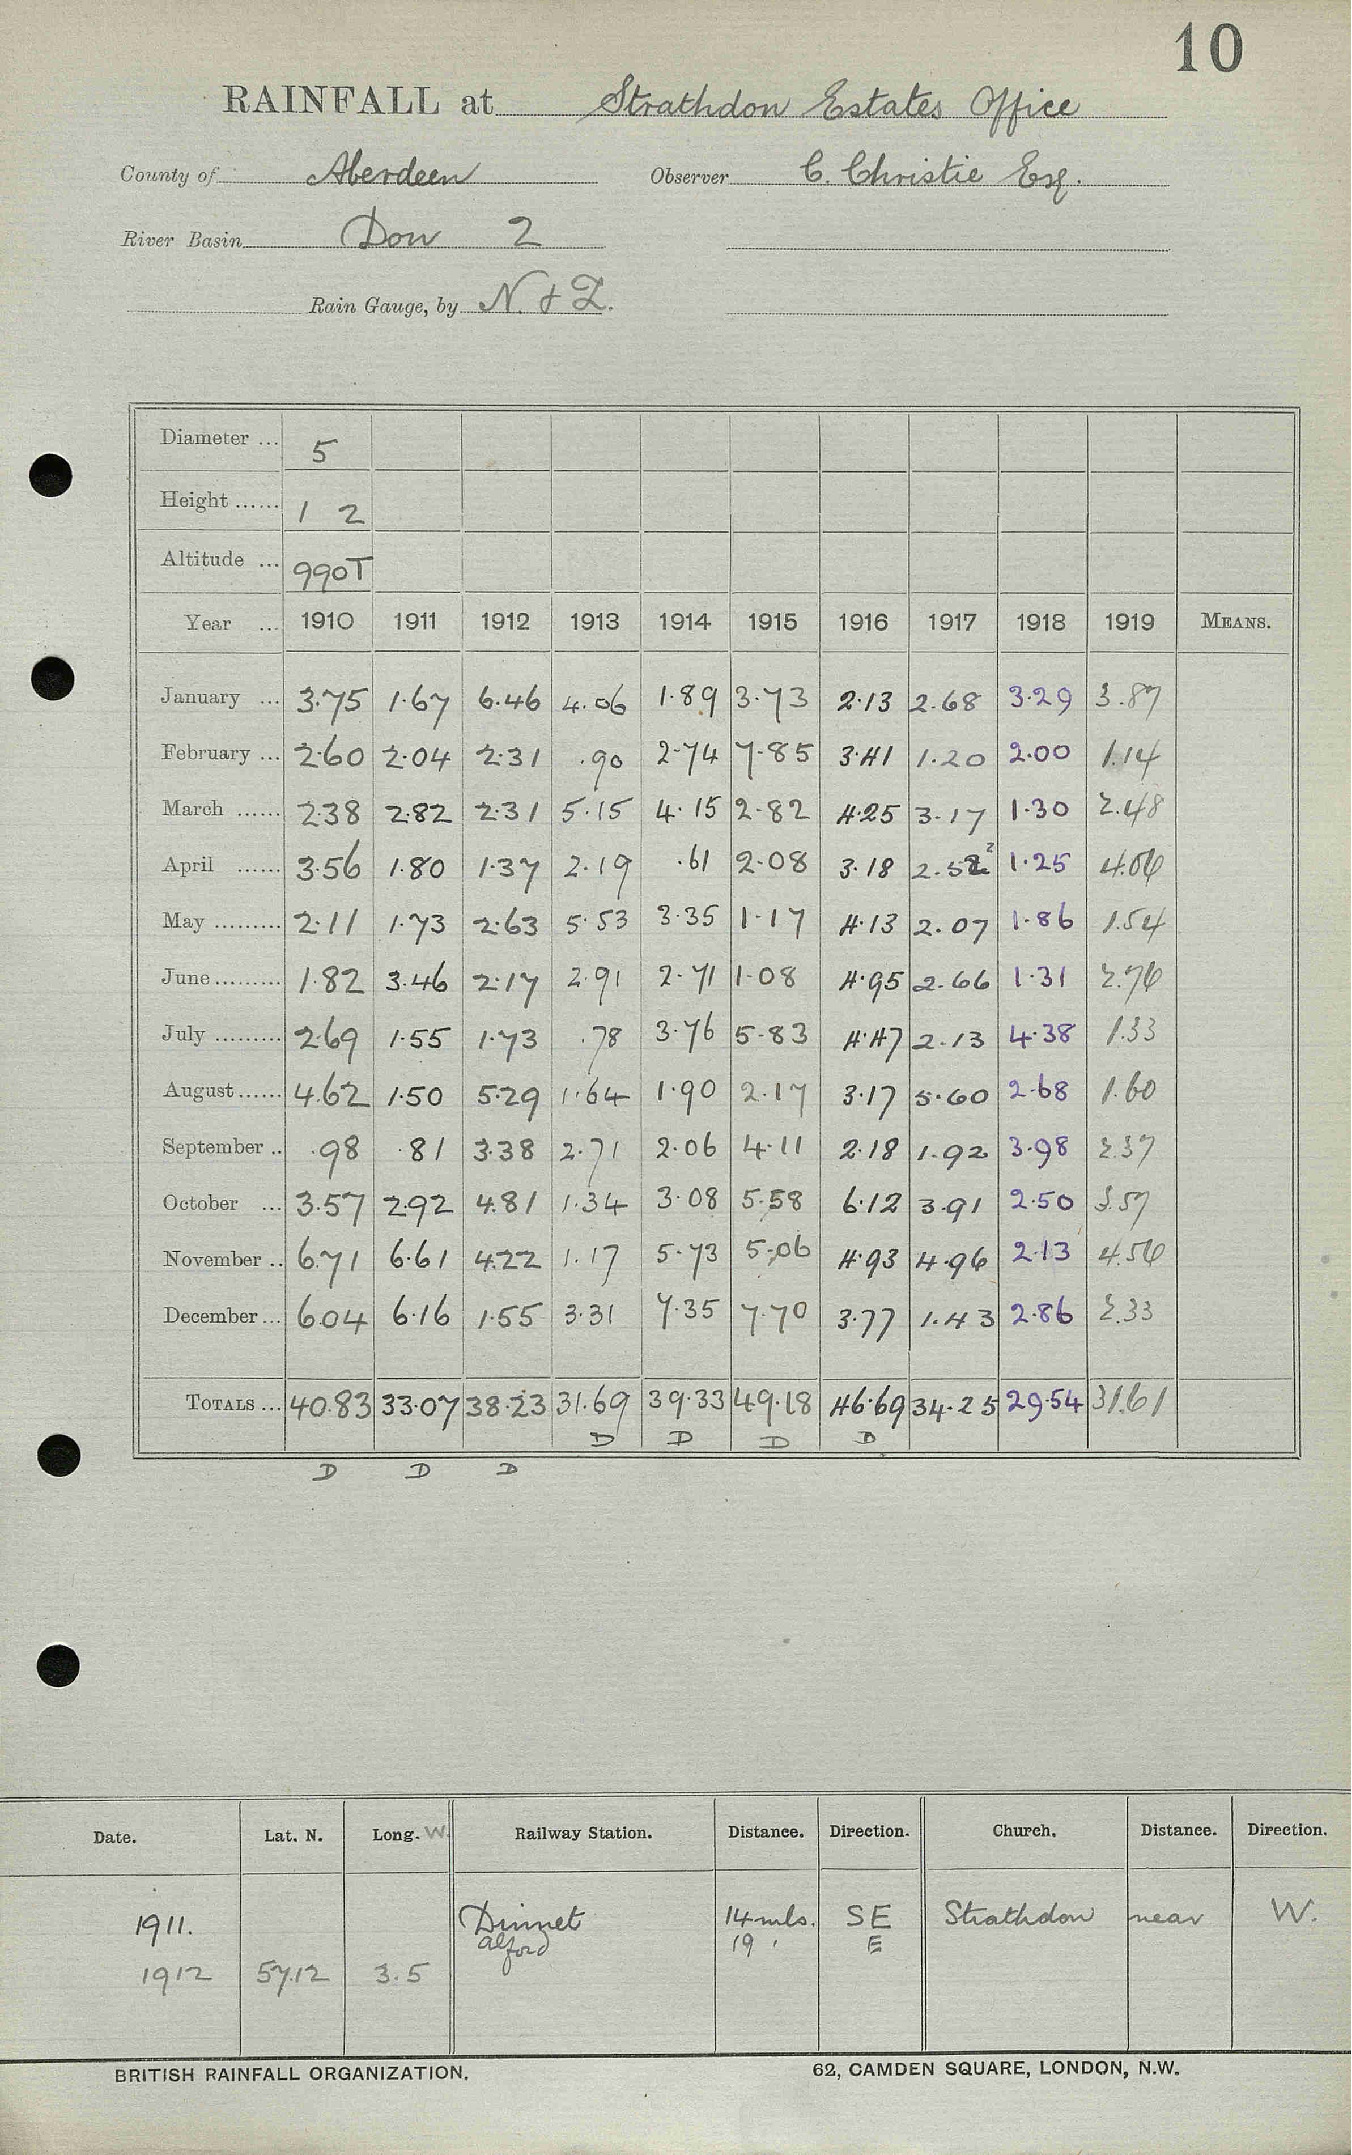 10
RAINFALL at Strathdon Estates Office
County of Aberdeen Observer C. Christie Esq.
River Basin Don 2
Rain Gauge, by N. & Z.
Diameter ... 5
Height ...... 1 2
Altitude ... 990T
Year ... 1910 1911 1912 1913 1914 1915 1916 1917 1918 1919 MEANS.
January ... 3.75 1.67 6.46 4.06 1.89 3.73 2.13 2.68 3.29 3.87
February ... 2.60 2.04 2.31 .90 2.74 7.85 3.41 1.20 2.00 1.14
March ...... 2.38 2.82 2.31 5.15 4.15 2.82 4.25 3.17 1.30 2.48
April ...... 3.56 1.80 1.37 2.19 .61 2.08 3.18 2.52 2 1.25 4.06
May ......... 2.11 1.73 2.63 5.53 3.35 1.17 4.13 2.07 1.86 1.54
June ......... 1.82 3.46 2.17 2.91 2.71 1.08 4.95 2.66 1.31 2.76
July ......... 2.69 1.55 1.73 .78 3.76 5.83 4.47 2.13 4.38 1.33
August ...... 4.62 1.50 5.29 1.64 1.90 2.17 3.17 5.60 2.68 1.60
September .. .98 .81 3.38 2.71 2.06 4.11 2.18 1.92 3.98 2.37
October ... 3.57 2.92 4.81 1.34 3.08 5.58 6.12 3.91 2.50 3.57
November .. 6.71 6.61 4.22 1.17 5.73 5.06 4.93 4.96 2.13 4.56
December ... 6.04 6.16 1.55 3.31 7.35 7.70 3.77 1.43 2.86 2.33
TOTALS ... 40.83 33.07 38.23 31.69 39.33 49.18 46.69 34.25 29.54 31.61
D D D D
D D D
Date. Lat. N. Long. W. Railway Station. Distance. Direction. Church. Distance. Direction.
1911. Dinnet 14 mls. SE Strathdon near W.
Alford 19 ' E
1912 57.12 3.5
BRITISH RAINFALL ORGANIZATION. 62, CAMDEN SQUARE, LONDON, N.W.